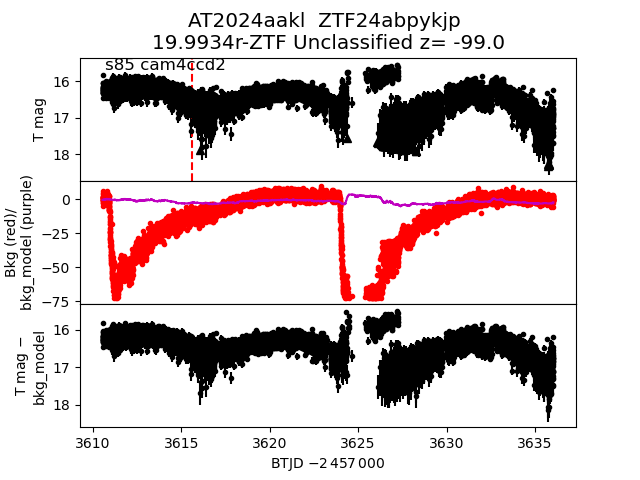 AT2024aakl  ZTF24abpykjp
19.9934r-ZTF Unclassified z= -99.0
s85 cam4ccd2
T mag
16
17
18
Bkg (red)/
bkg_model (purple)
0
−25
−50
−75
T mag −
bkg_model
16
17
18
3610
3615
3620
3625
3630
3635
BTJD −2 457 000